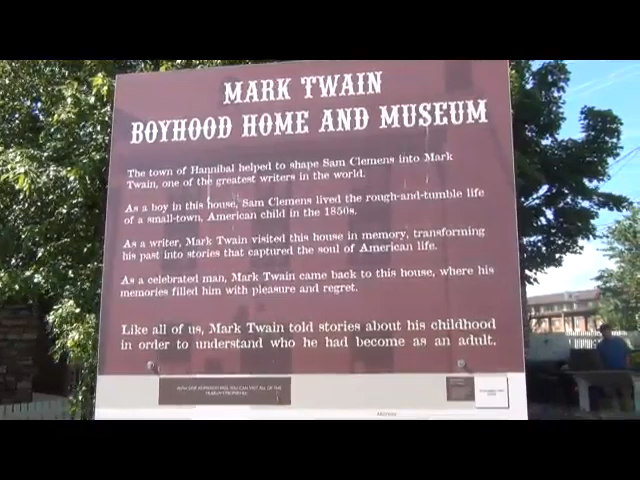 MARK TWAIN
BOYHOOD HOME AND MUSEUM
The town of Hannibal helped to shape Sam Clemens into Mark
Twain, one of the greatest writers in the world.
As a boy in this house, Sam Clemens lived the rough-and-tumble life
of a small-town, American child in the 1850s.
As a writer, Mark Twain visited this house in memory, transforming
his past into stories that captured the soul of American life.
As a celebrated man, Mark Twain came back to this house, where his
memories filled him with pleasure and regret.
Like all of us, Mark Twain told stories about his childhood
in order to understand who he had become as an adult.